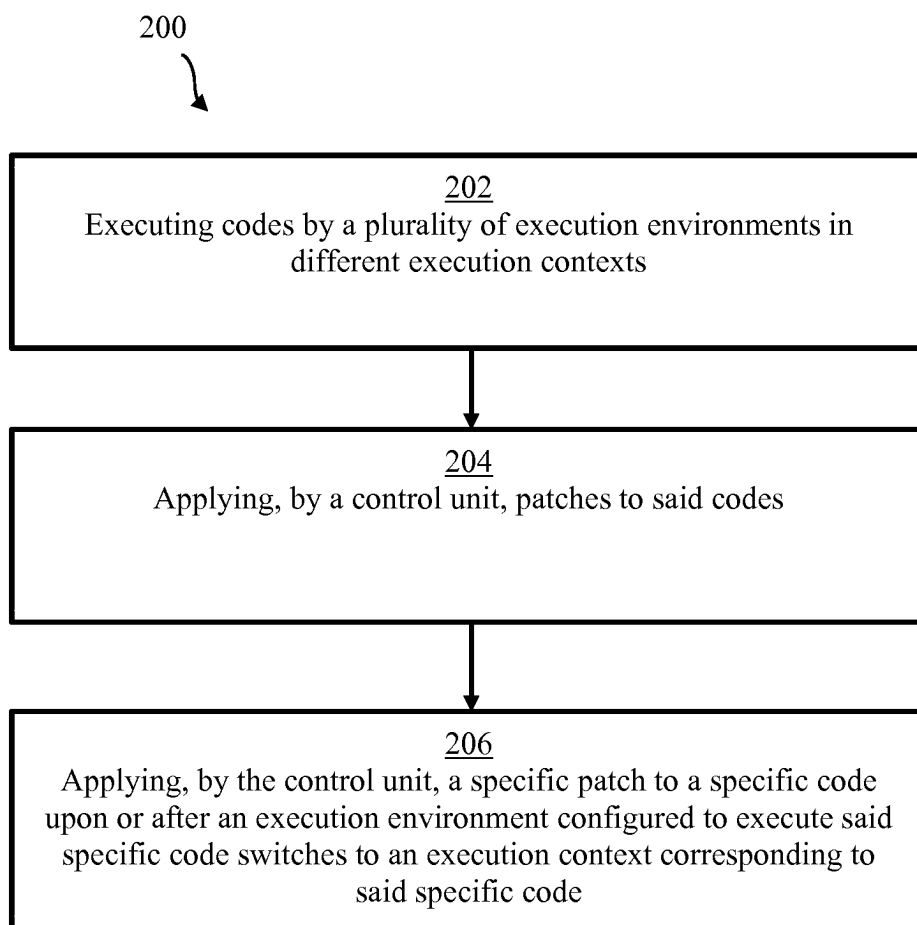 200
202
Executing codes by a plurality of execution environments in
different execution contexts
204
Applying, by a control unit, patches to said codes
206
Applying, by the control unit, a specific patch to a specific code
upon or after an execution environment configured to execute said
specific code switches to an execution context corresponding to
said specific code